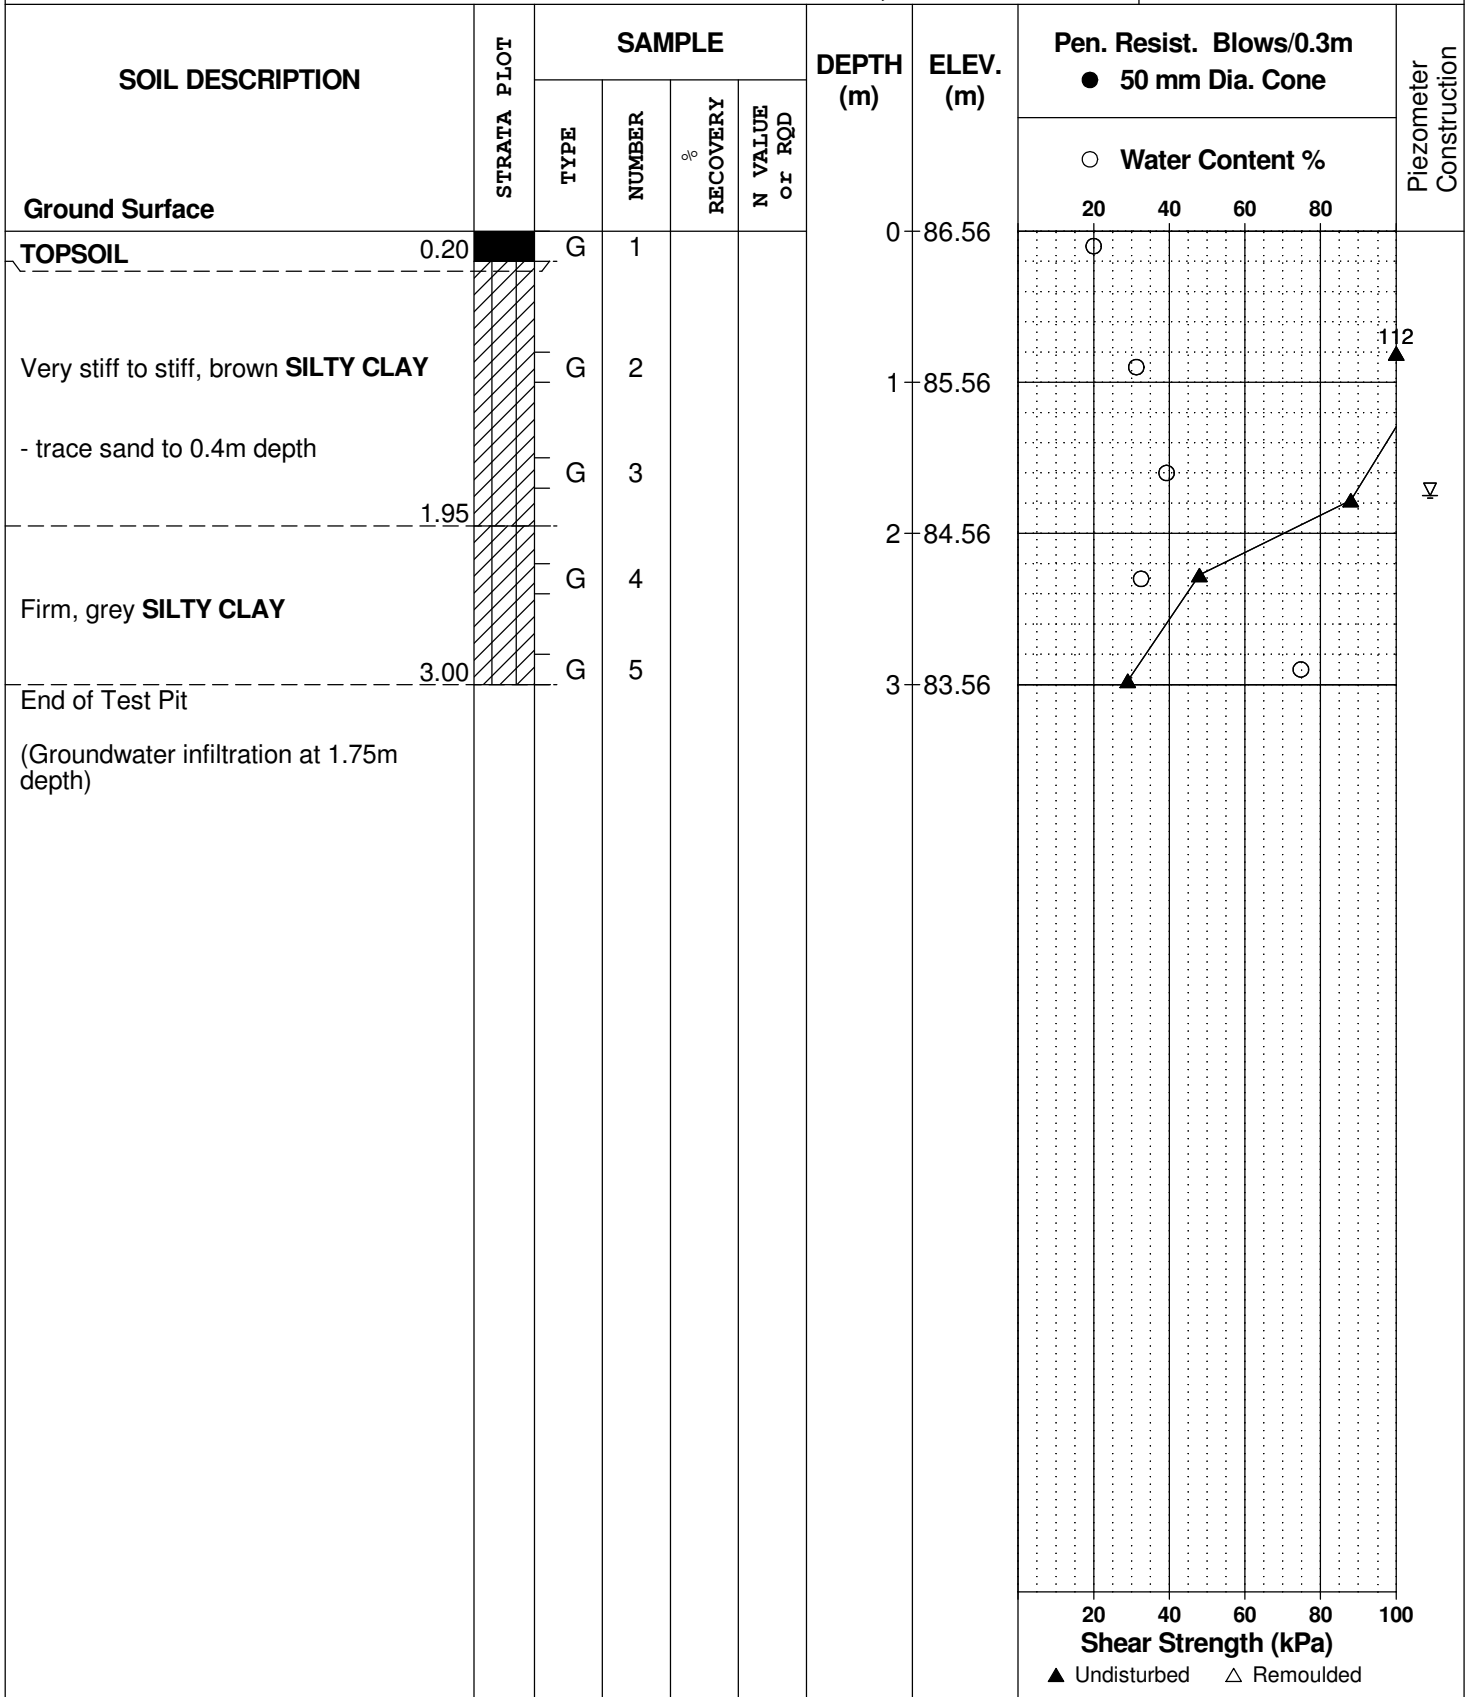 SOIL DESCRIPTION
Ground Surface
STRATA PLOT
SAMPLE
TYPE
NUMBER
%
RECOVERY
N VALUE
or RQD
DEPTH
(m)
ELEV.
(m)
Pen. Resist. Blows/0.3m
● 50 mm Dia. Cone
○ Water Content %
20 40 60 80
Piezometer
Construction
TOPSOIL 0.20 G 1
0 86.56
112
Very stiff to stiff, brown SILTY CLAY G 2
1 85.56
- trace sand to 0.4m depth
G 3
1.95
2 84.56
G 4
Firm, grey SILTY CLAY
3.00 G 5
3 83.56
End of Test Pit
(Groundwater infiltration at 1.75m
depth)
20 40 60 80 100
Shear Strength (kPa)
▲ Undisturbed △ Remoulded